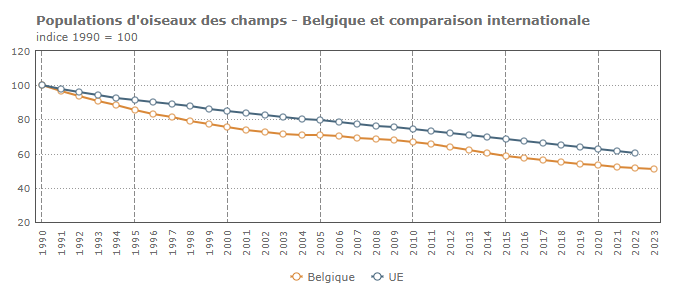 Populations d'oiseaux des champs - Belgique et comparaison internationale
indice 1990 = 100
120
100
80
60
40
20
1990 1991 1992 1993 1994 1995 1996 1997 1998 1999 2000 2001 2002 2003 2004 2005 2006 2007 2008 2009 2010 2011 2012 2013 2014 2015 2016 2017 2018 2019 2020 2021 2022 2023
Belgique UE